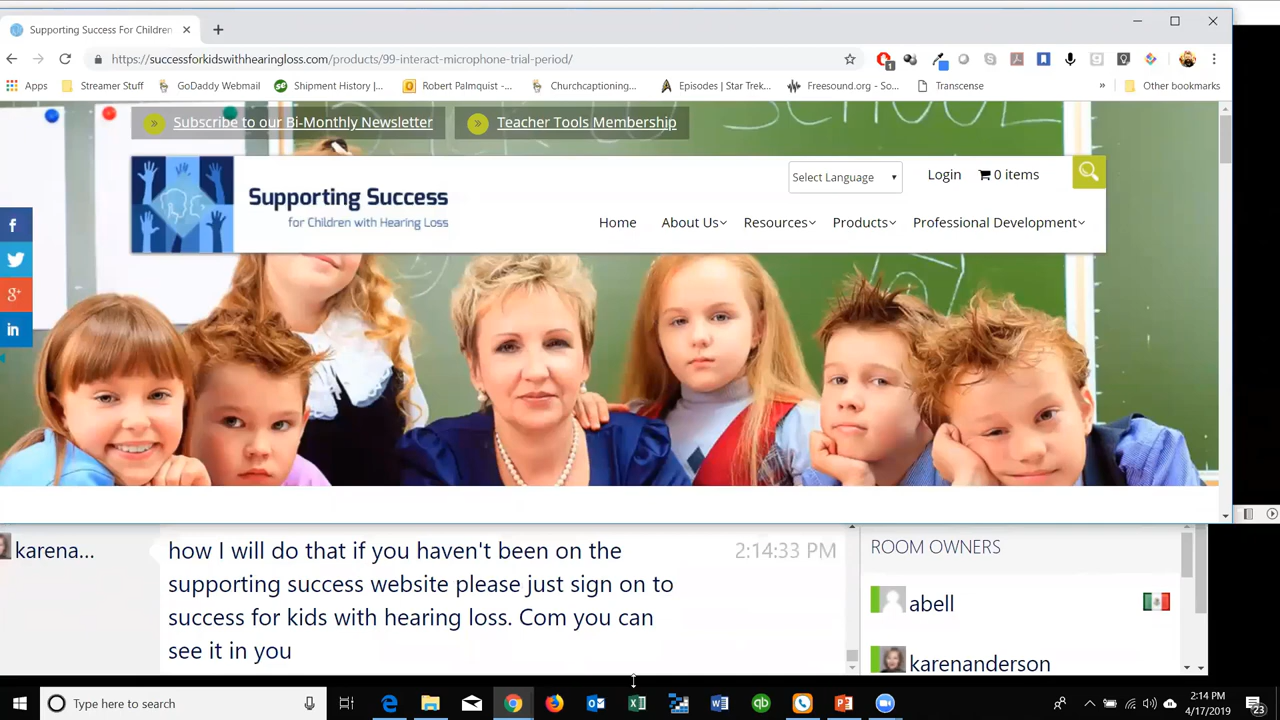 Supporting Success For Children
https://successforkidswithhearingloss.com/products/99-interact-microphone-trial-period/
Apps Streamer Stuff GoDaddy Webmail Shipment History |... Robert Palmquist -... Churchcaptioning... Episodes | Star Trek... Freesound.org - So... Transcense » Other bookmarks
» Subscribe to our Bi-Monthly Newsletter » Teacher Tools Membership
SCHOOL
Supporting Success
for Children with Hearing Loss
Select Language Login 0 items
Home About Us Resources Products Professional Development
f
g+
in
karena...
how I will do that if you haven't been on the
supporting success website please just sign on to
success for kids with hearing loss. Com you can
see it in you
2:14:33 PM
ROOM OWNERS
abell
karenanderson
Type here to search
2:14 PM
4/17/2019
23